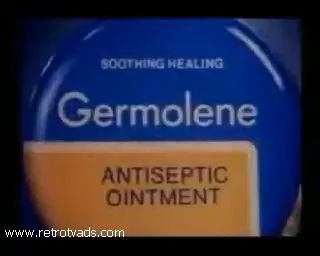 SOOTHING HEALING
Germolene
ANTISEPTIC
OINTMENT
www.retrotvads.com